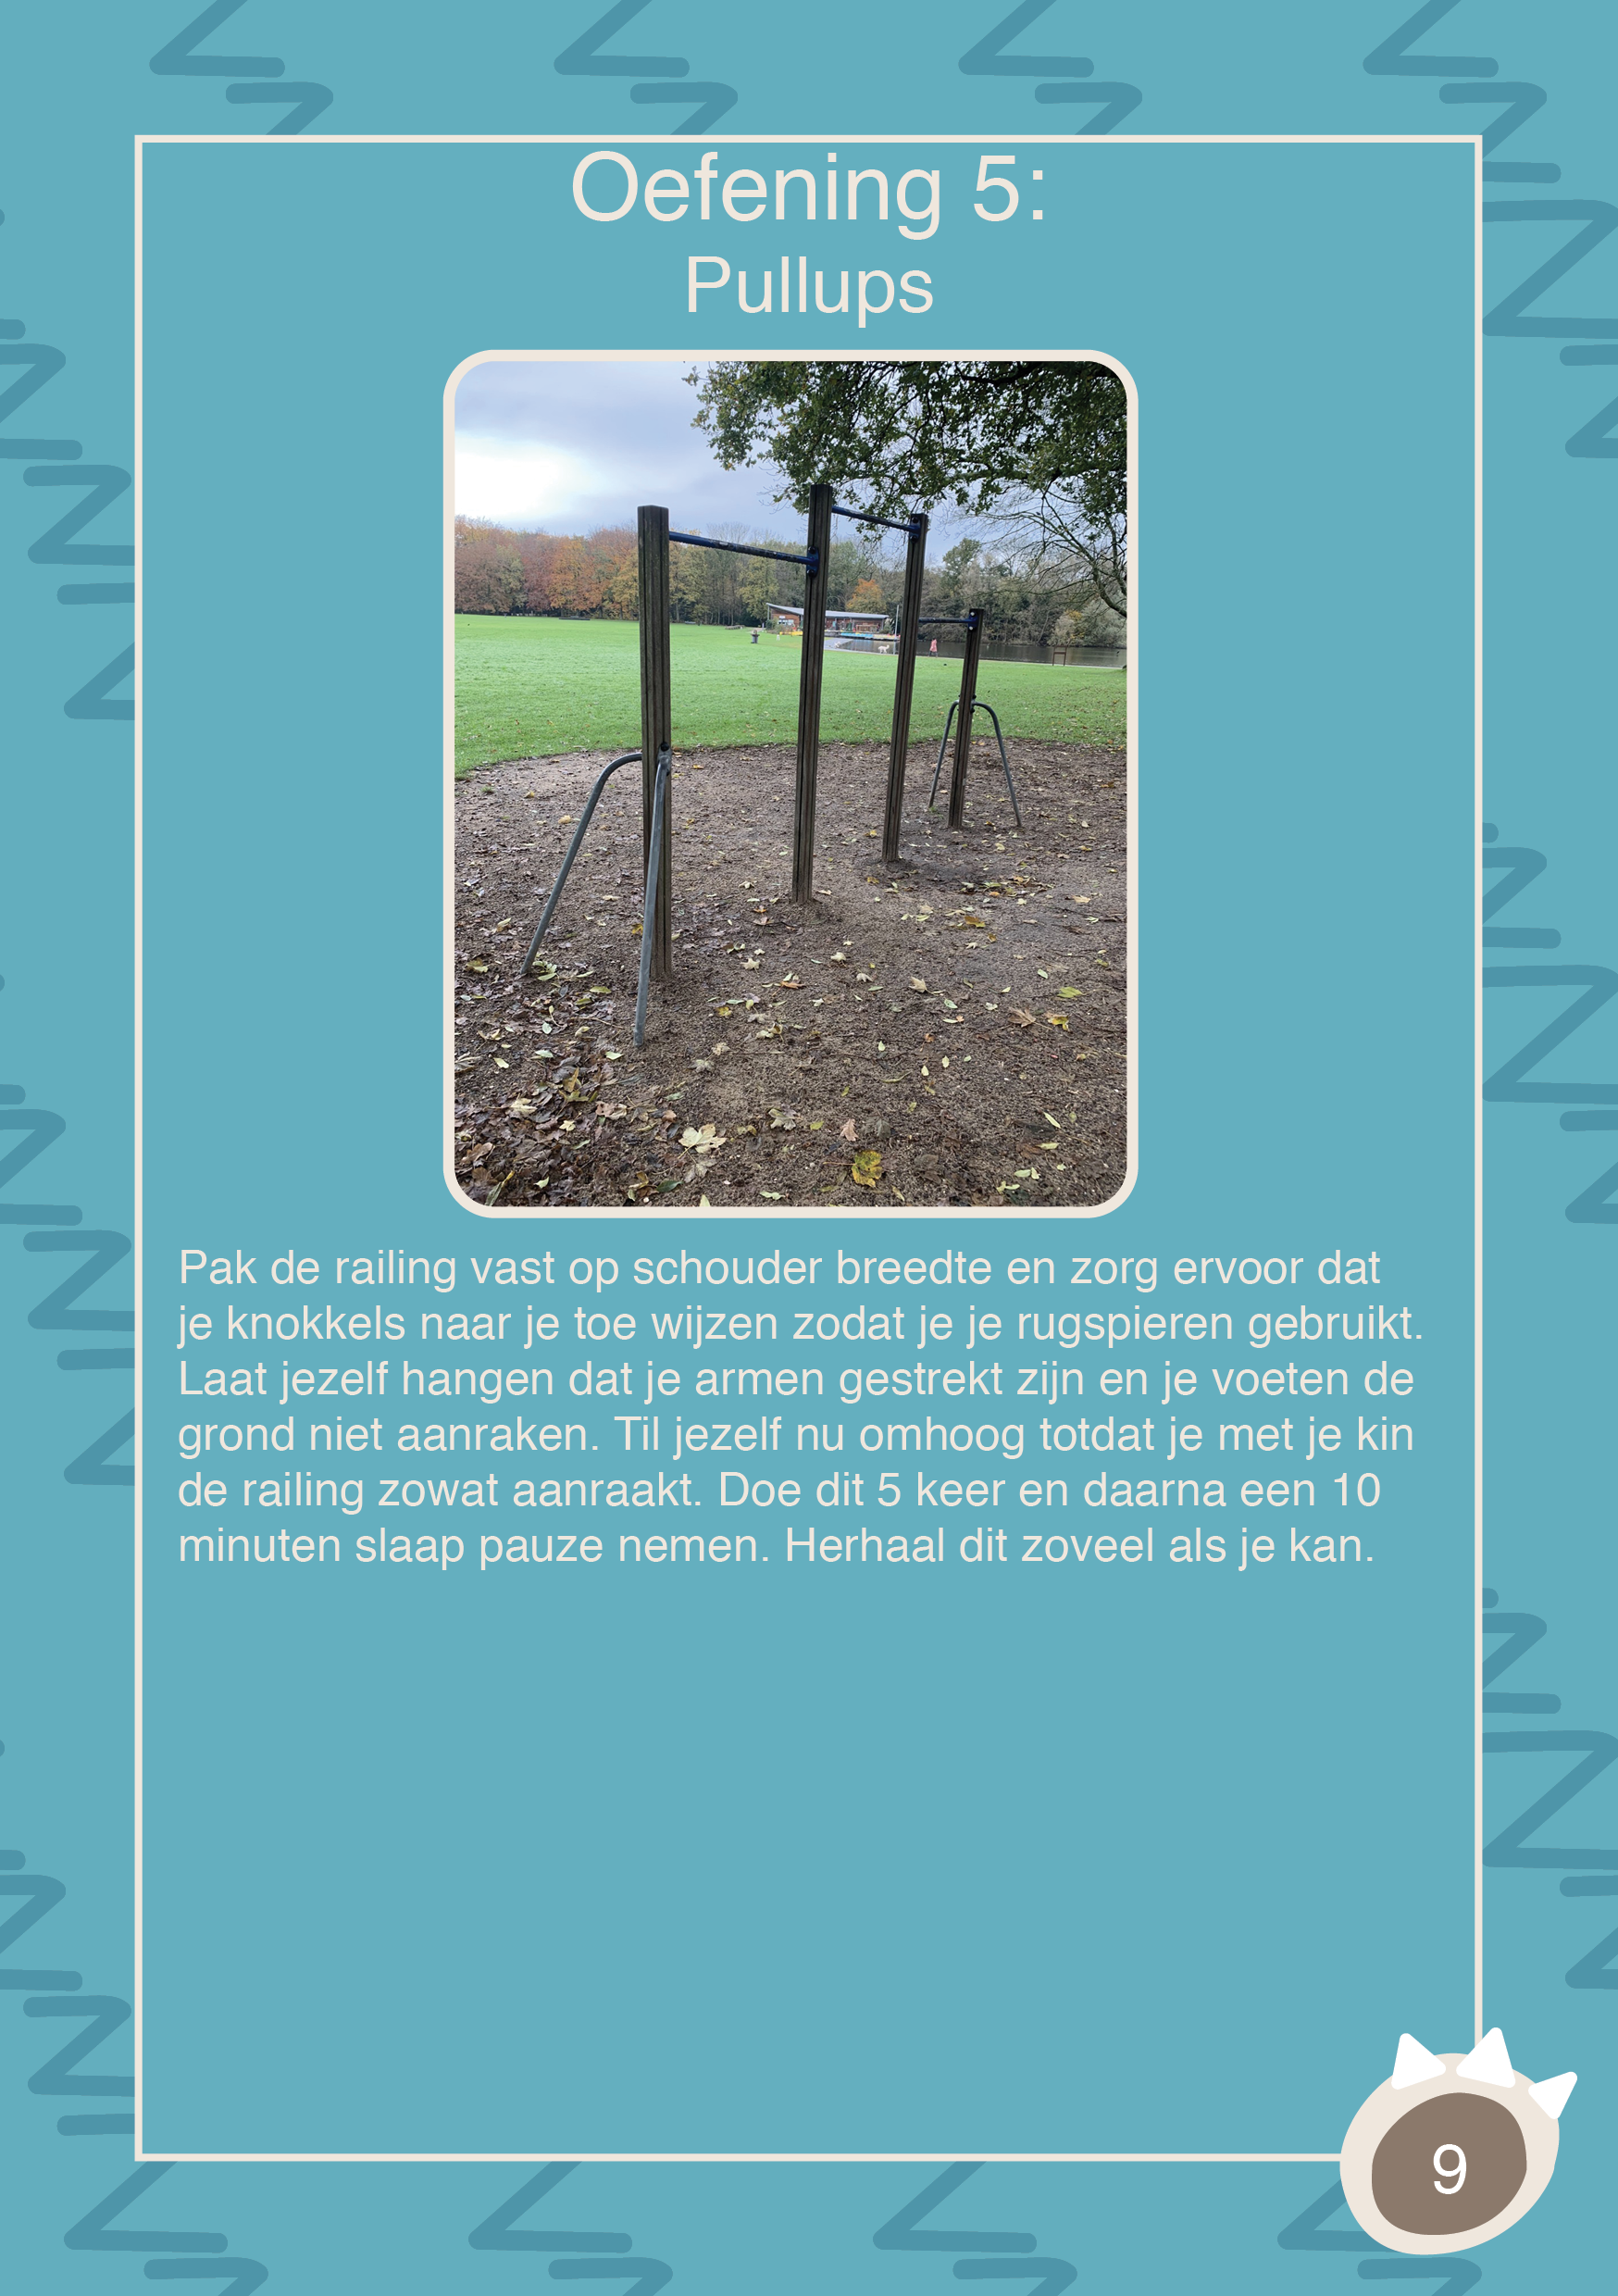 Oefening 5:
Pullups
Pak de railing vast op schouder breedte en zorg ervoor dat
je knokkels naar je toe wijzen zodat je je rugspieren gebruikt.
Laat jezelf hangen dat je armen gestrekt zijn en je voeten de
grond niet aanraken. Til jezelf nu omhoog totdat je met je kin
de railing zowat aanraakt. Doe dit 5 keer en daarna een 10
minuten slaap pauze nemen. Herhaal dit zoveel als je kan.
9